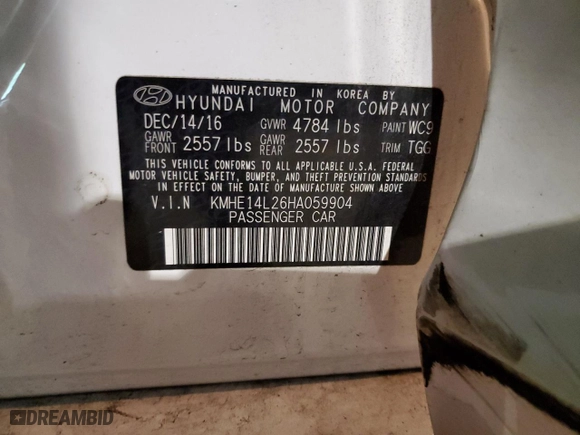 MANUFACTURED IN KOREA BY
HYUNDAI MOTOR COMPANY
DEC/14/16 GVWR 4784 lbs PAINT WC9
GAWR FRONT 2557 lbs GAWR REAR 2557 lbs TRIM TGG
THIS VEHICLE CONFORMS TO ALL APPLICABLE U.S.A. FEDERAL
MOTOR VEHICLE SAFETY, BUMPER, AND THEFT PREVENTION STANDARDS
IN EFFECT ON THE DATE OF MANUFACTURE SHOWN ABOVE.
V.I.N KMHE14L26HA059904
PASSENGER CAR
DREAMBID